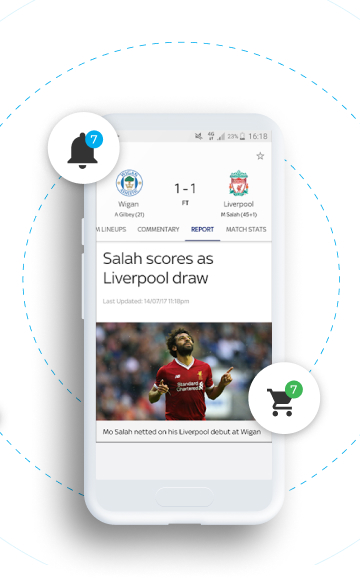 7
4G 23% 16:18
1-1
FT
Wigan
A Gilbey (21)
Liverpool
M Salah (45+1)
M LINEUPS COMMENTARY REPORT MATCH STATS
Salah scores as
Liverpool draw
Last Updated: 14/07/17 11:18pm
Standard
Chartered
7
Mo Salah netted on his Liverpool debut at Wigan